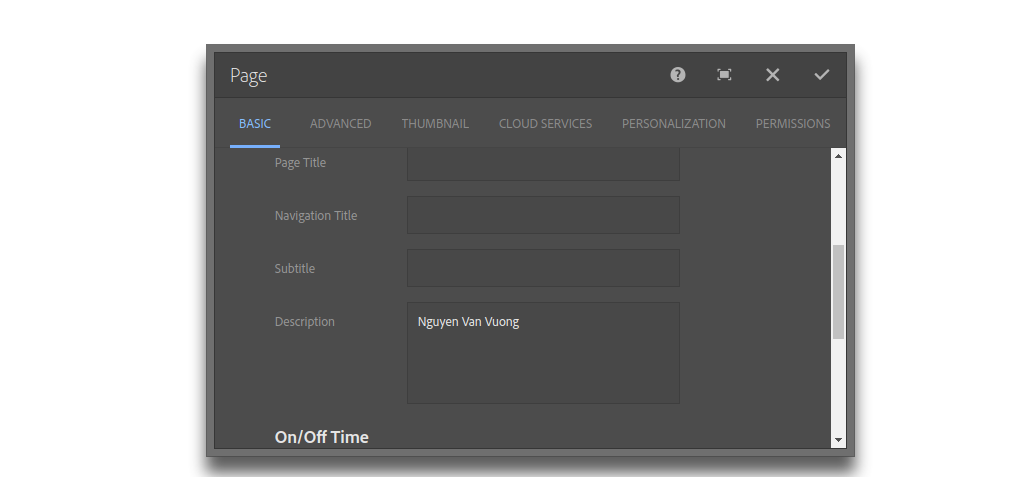 Page
BASIC ADVANCED THUMBNAIL CLOUD SERVICES PERSONALIZATION PERMISSIONS
Page Title
Navigation Title
Subtitle
Description Nguyen Van Vuong
On/Off Time